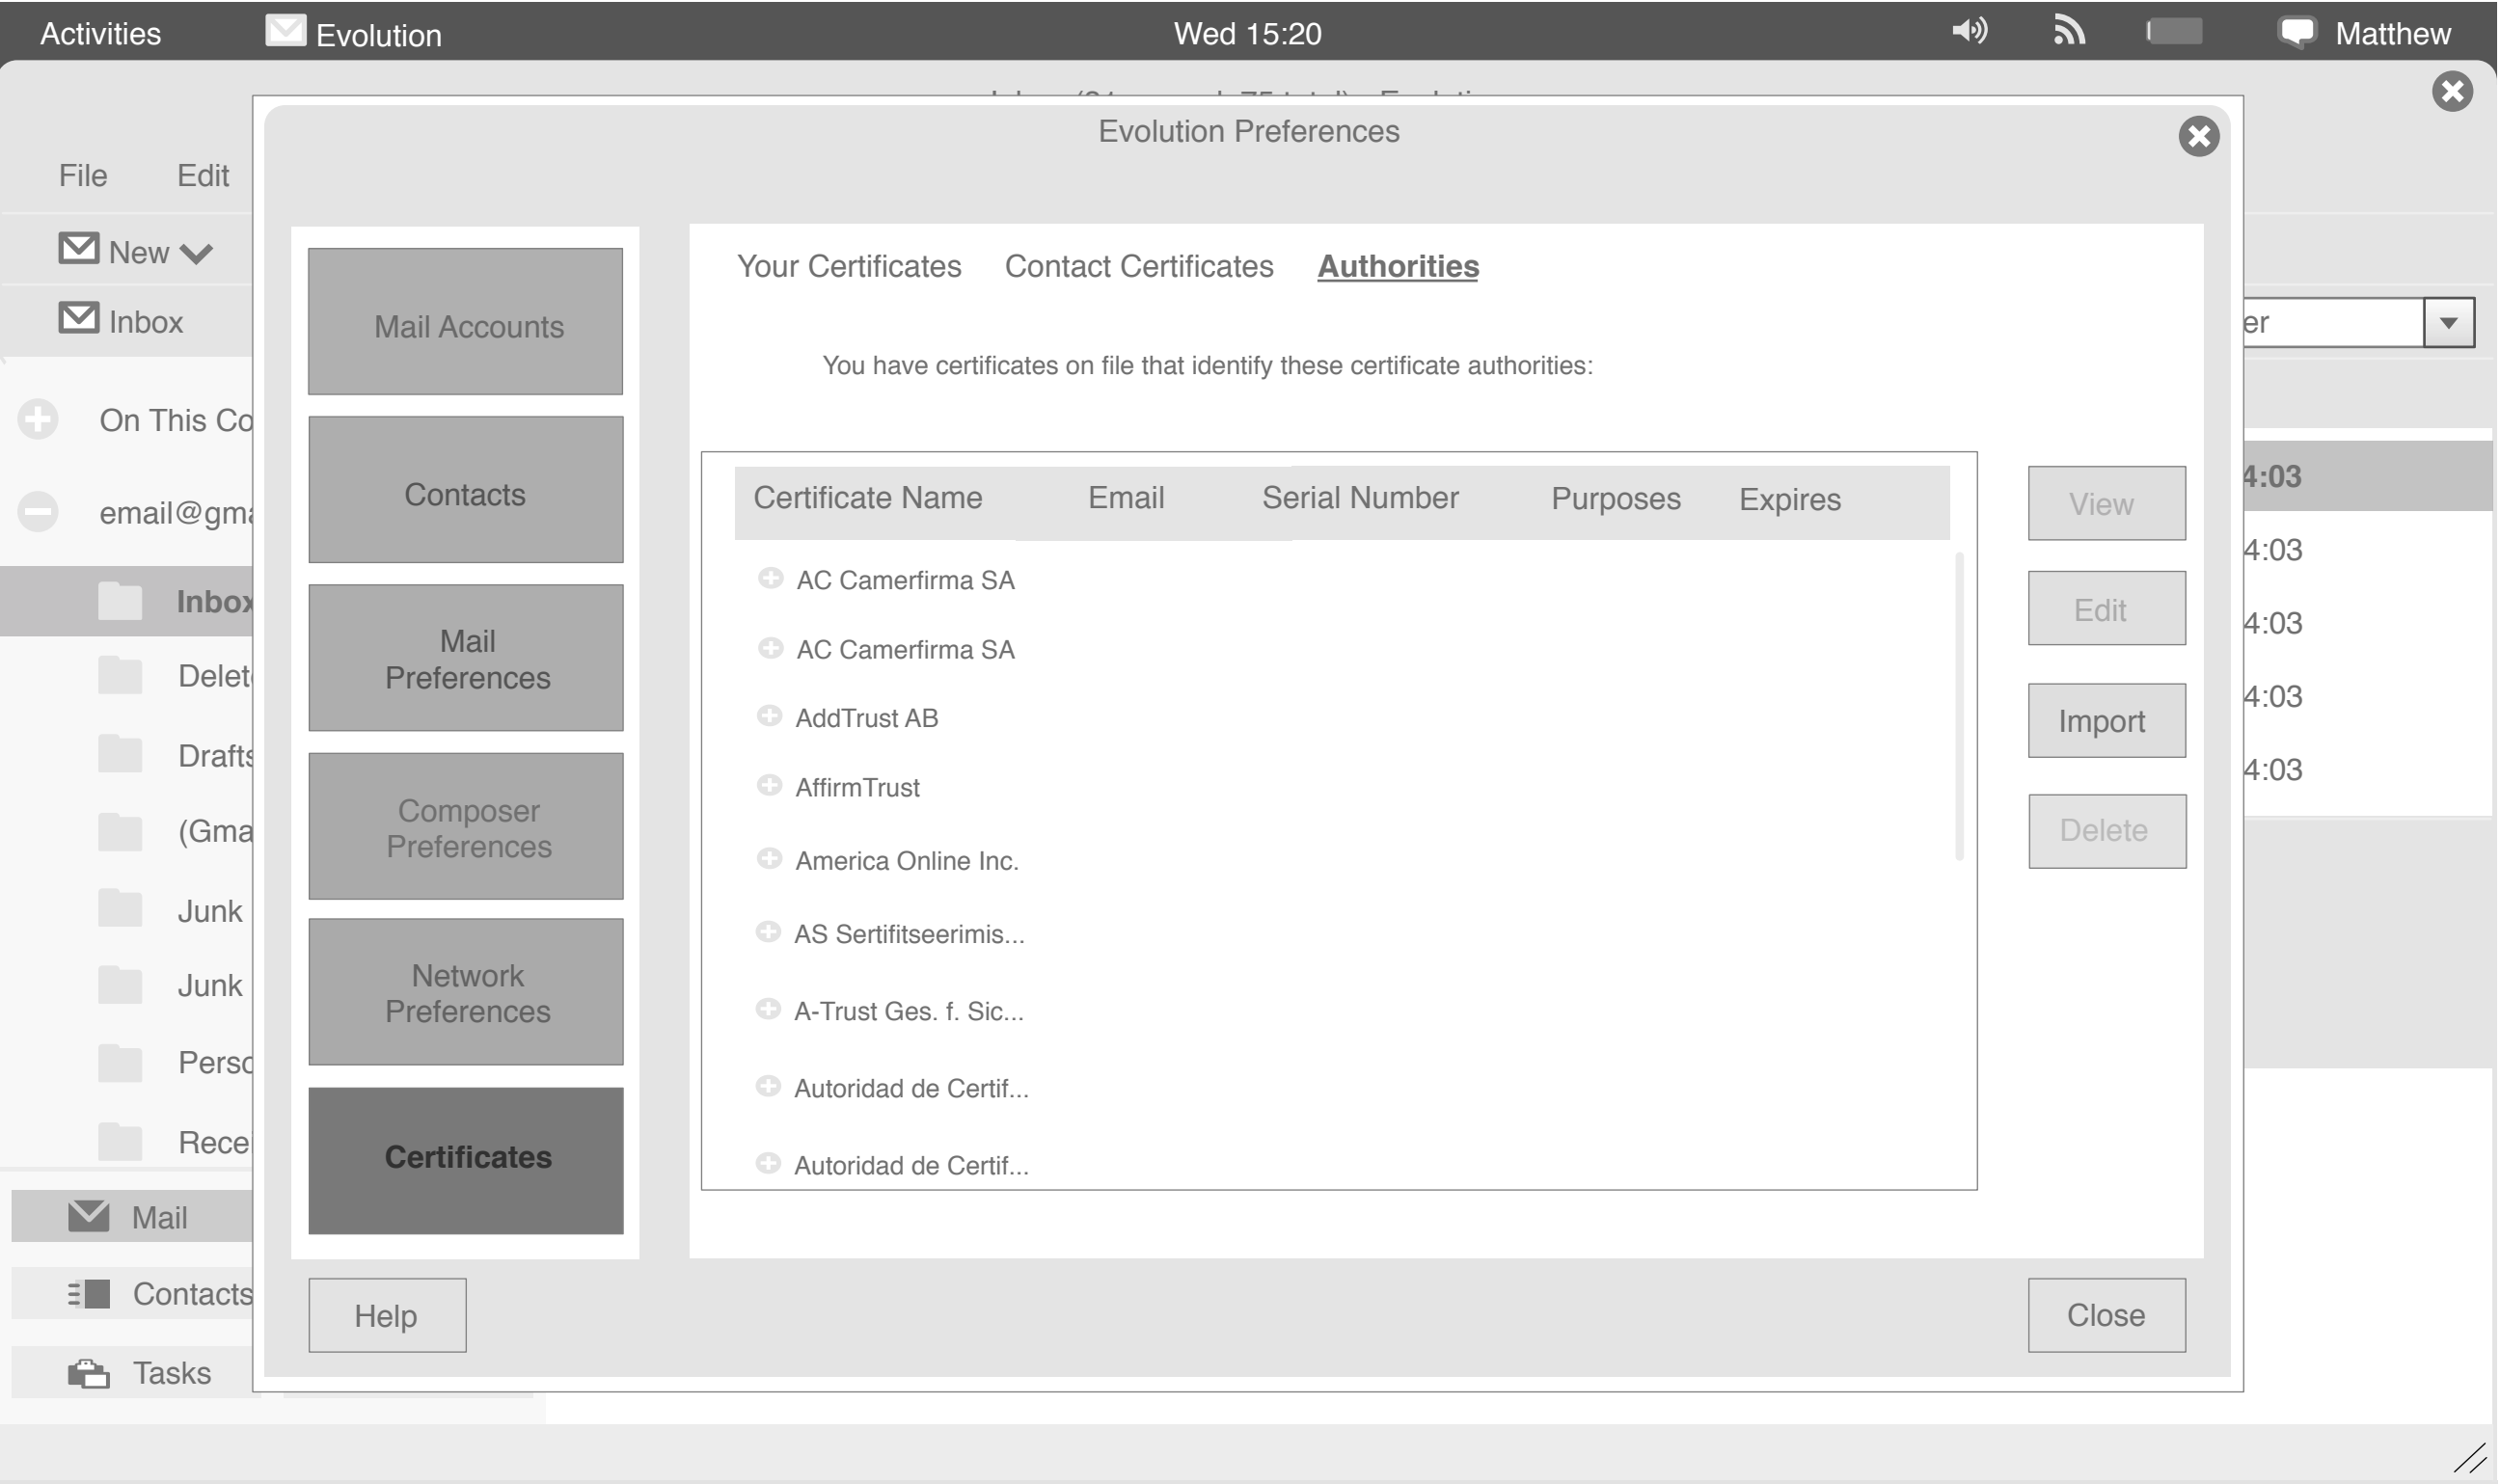 Activities
Evolution
Wed 15:20
Matthew
Evolution Preferences
File
Edit
New
Inbox
er
On This Co
email@gma
Inbox
Delet
Drafts
(Gma
Junk
Junk
Perso
Recei
Mail
Contacts
Tasks
Mail Accounts
Contacts
Mail
Preferences
Composer
Preferences
Network
Preferences
Certificates
Your Certificates
Contact Certificates
Authorities
You have certificates on file that identify these certificate authorities:
Certificate Name
Email
Serial Number
Purposes
Expires
AC Camerfirma SA
AC Camerfirma SA
AddTrust AB
AffirmTrust
America Online Inc.
AS Sertifitseerimis...
A-Trust Ges. f. Sic...
Autoridad de Certif...
Autoridad de Certif...
View
Edit
Import
Delete
4:03
4:03
4:03
4:03
4:03
Help
Close